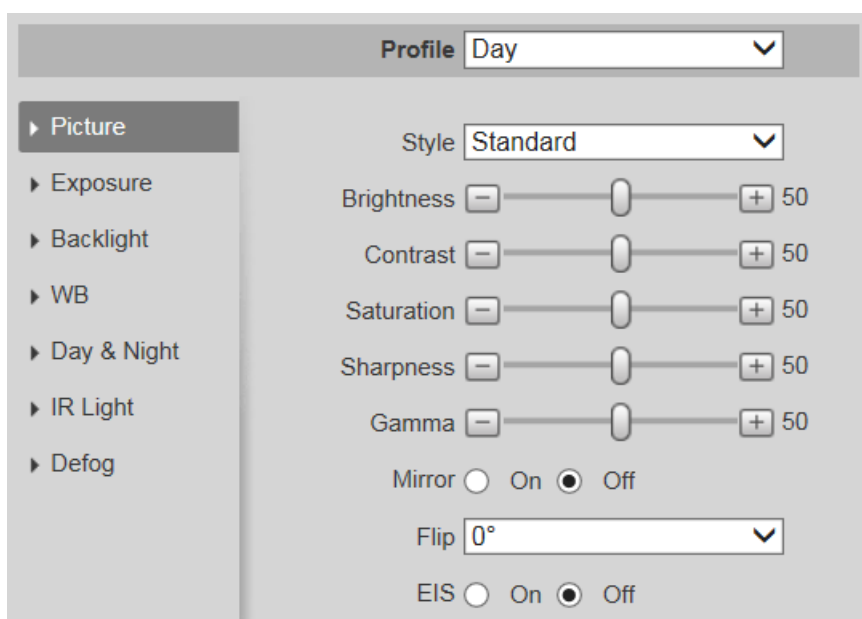 Profile Day
Picture
Exposure
Backlight
WB
Day & Night
IR Light
Defog
Style Standard
Brightness 50
Contrast 50
Saturation 50
Sharpness 50
Gamma 50
Mirror On Off
Flip 0°
EIS On Off